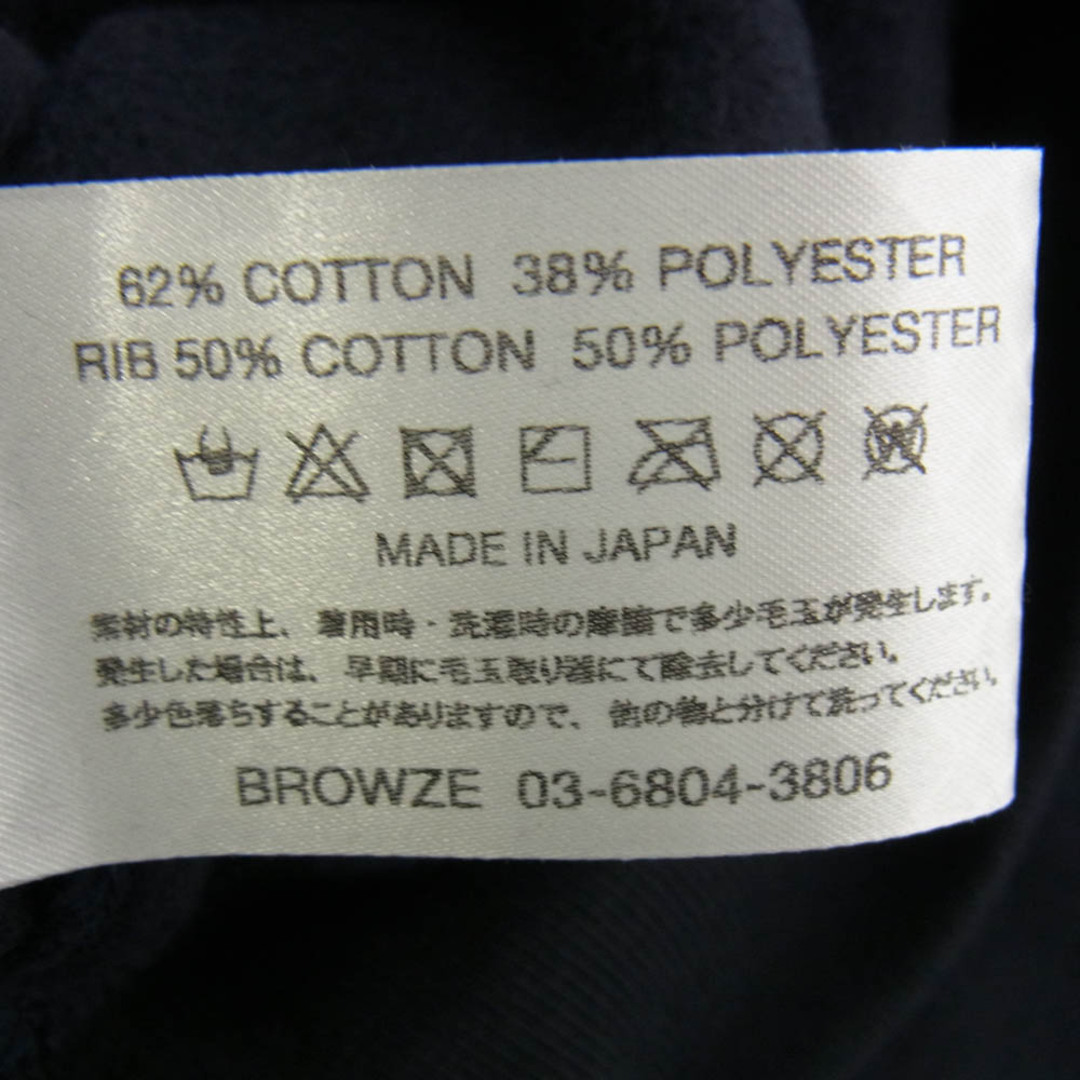 62% COTTON 38% POLYESTER
RIB 50% COTTON 50% POLYESTER
MADE IN JAPAN
素材の特性上、着用時・洗濯時の摩擦で多少毛玉が発生します。
発生した場合は、早期に毛玉取り器にて除去してください。
多少色落ちすることがありますので、他の物と分けて洗ってください。
BROWZE 03-6804-3806